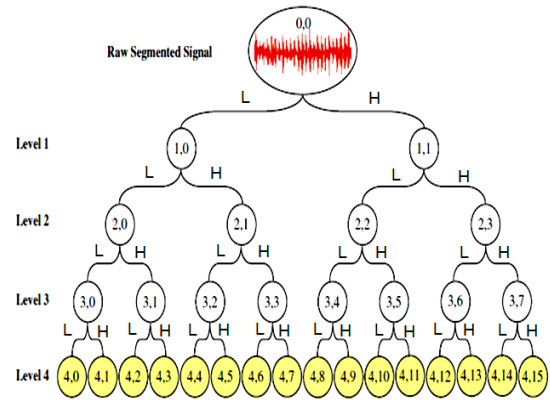 0,0
Raw Segmented Signal
L H
Level 1 1,0 1,1
L H L H
Level 2 2,0 2,1 2,2 2,3
L H L H L H L H
Level 3 3,0 3,1 3,2 3,3 3,4 3,5 3,6 3,7
L H L H L H L H L H L H L H L H
Level 4 4,0 4,1 4,2 4,3 4,4 4,5 4,6 4,7 4,8 4,9 4,10 4,11 4,12 4,13 4,14 4,15